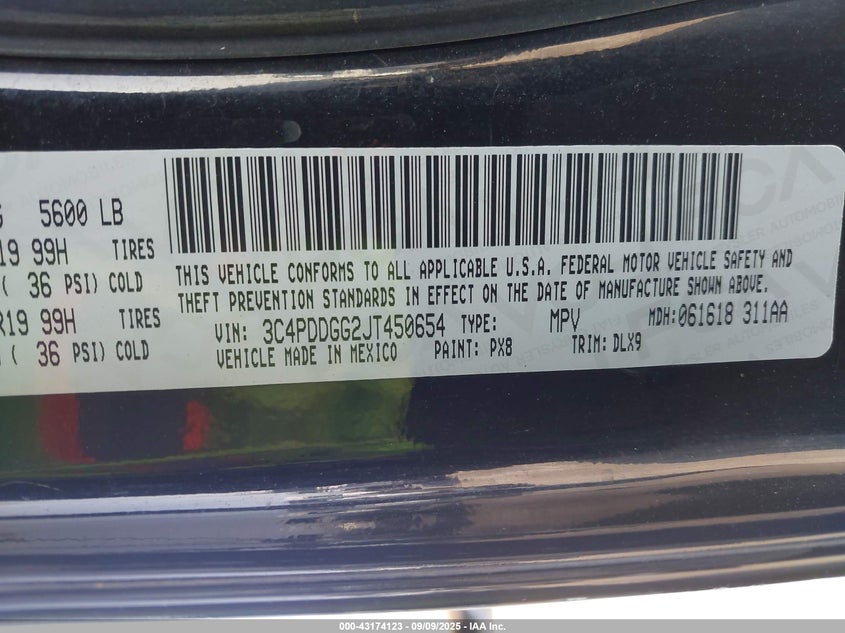 G 5600 LB
R19 99H TIRES
( 36 PSI) COLD
R19 99H TIRES
( 36 PSI) COLD
THIS VEHICLE CONFORMS TO ALL APPLICABLE U.S.A. FEDERAL MOTOR VEHICLE SAFETY AND
THEFT PREVENTION STANDARDS IN EFFECT ON THE DATE OF MANUFACTURE SHOWN ABOVE.
VIN: 3C4PDDGG2JT450654 TYPE: MPV MDH:061618 311AA
VEHICLE MADE IN MEXICO PAINT: PX8 TRIM: DLX9
000-43174123 - 09/09/2025 - IAA Inc.